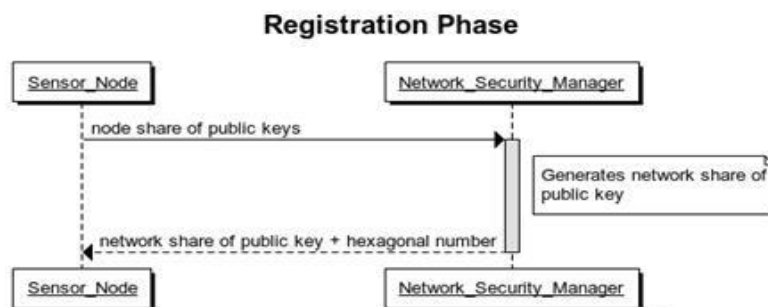 Registration Phase
Sensor_Node
Network_Security_Manager
node share of public keys
Generates network share of
public key
network share of public key + hexagonal number
Sensor_Node
Network_Security_Manager